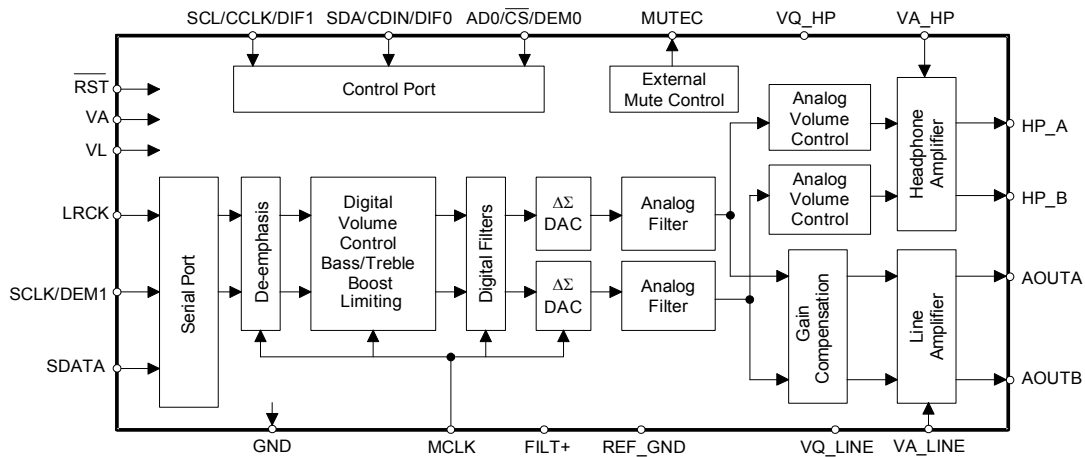 SCL/CCLK/DIF1
SDA/CDIN/DIF0
AD0/CS/DEM0
MUTEC
VQ_HP
VA_HP
RST
VA
VL
LRCK
SCLK/DEM1
SDATA
Control Port
External
Mute Control
Analog
Volume
Control
Headphone
Amplifier
HP_A
HP_B
Analog
Volume
Control
Serial Port
De-emphasis
Digital
Volume
Control
Bass/Treble
Boost
Limiting
Digital Filters
ΔΣ
DAC
Analog
Filter
ΔΣ
DAC
Analog
Filter
Gain
Compensation
Line
Amplifier
AOUTA
AOUTB
GND
MCLK
FILT+
REF_GND
VQ_LINE
VA_LINE